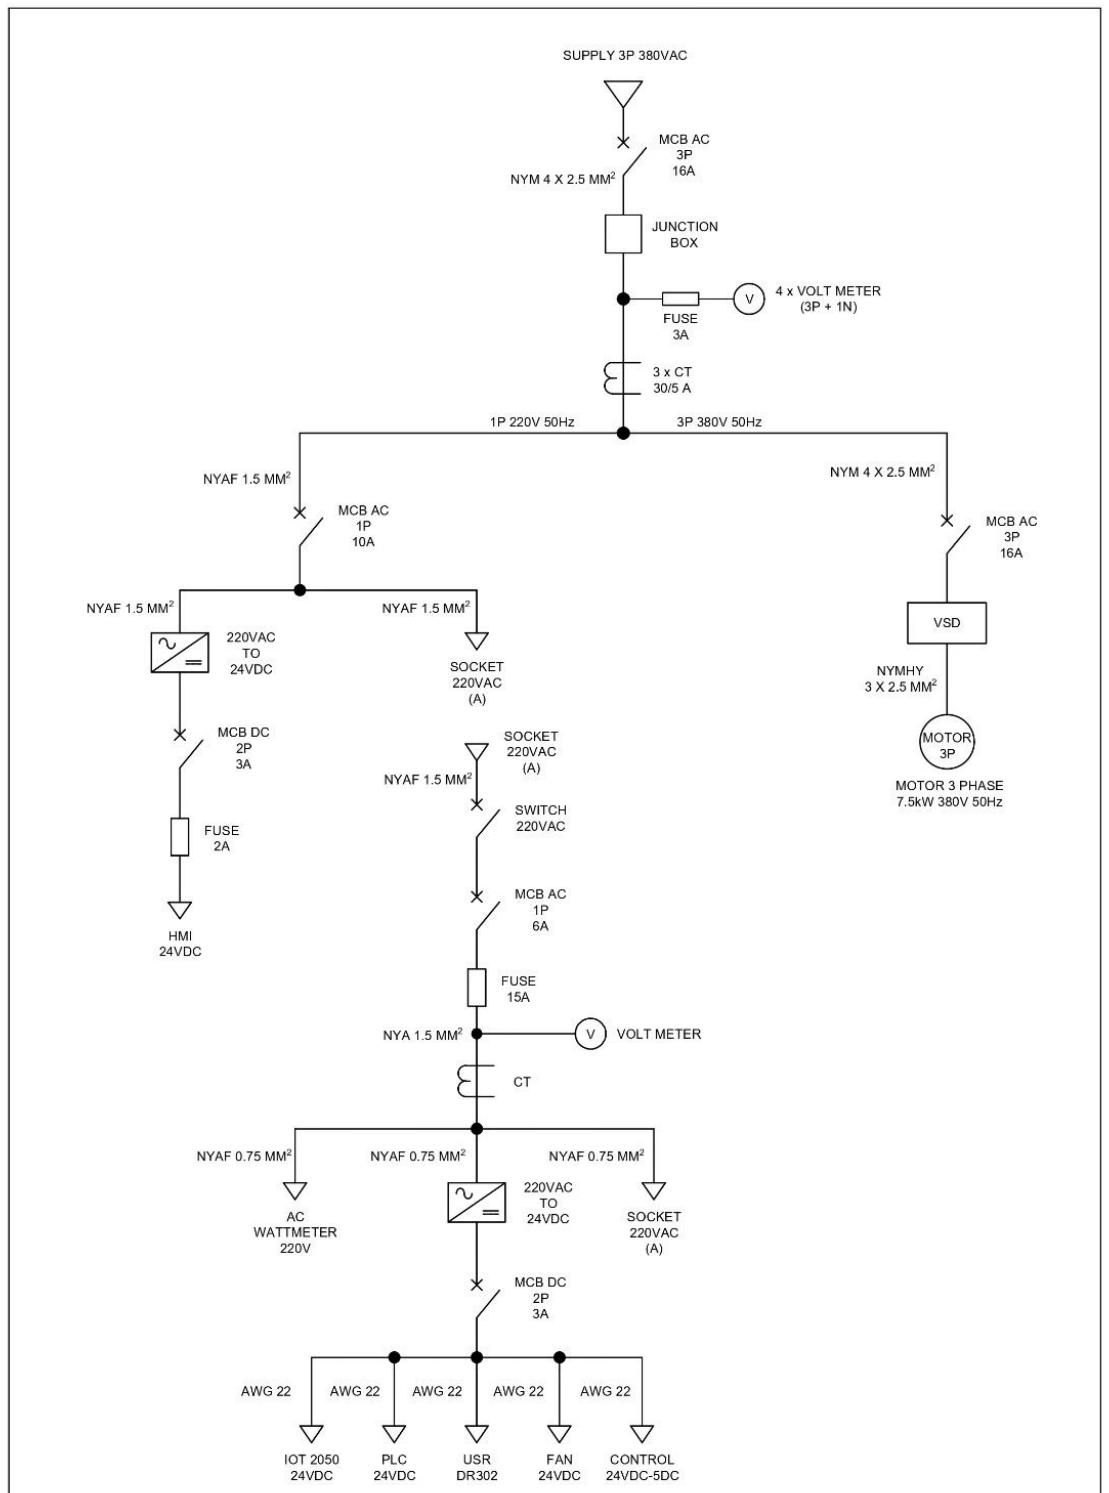 SUPPLY 3P 380VAC
MCB AC
3P
16A
NYM 4 X 2.5 MM²
JUNCTION
BOX
V
4 x VOLT METER
(3P + 1N)
FUSE
3A
3 x CT
30/5 A
1P 220V 50Hz
3P 380V 50Hz
NYAF 1.5 MM²
MCB AC
1P
10A
NYM 4 X 2.5 MM²
MCB AC
3P
16A
NYAF 1.5 MM²
220VAC
TO
24VDC
NYAF 1.5 MM²
SOCKET
220VAC
(A)
VSD
NYMHY
3 X 2.5 MM²
MOTOR
3P
MOTOR 3 PHASE
7.5kW 380V 50Hz
MCB DC
2P
3A
FUSE
2A
HMI
24VDC
SOCKET
220VAC
(A)
NYAF 1.5 MM²
SWITCH
220VAC
MCB AC
1P
6A
FUSE
15A
NYA 1.5 MM²
V
VOLT METER
CT
NYAF 0.75 MM²
NYAF 0.75 MM²
NYAF 0.75 MM²
AC
WATTMETER
220V
220VAC
TO
24VDC
SOCKET
220VAC
(A)
MCB DC
2P
3A
AWG 22
AWG 22
AWG 22
AWG 22
AWG 22
IOT 2050
24VDC
PLC
24VDC
USR
DR302
FAN
24VDC
CONTROL
24VDC-5DC